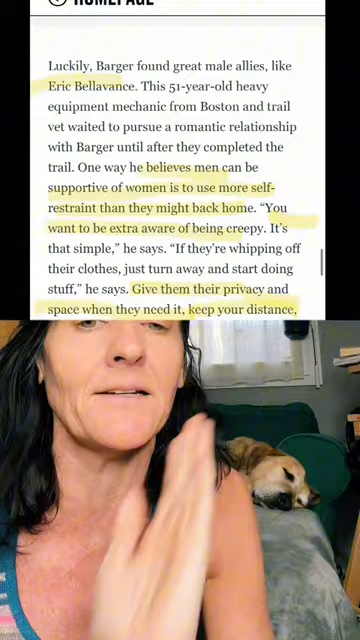 HOMEPAGE
Luckily, Barger found great male allies, like
Eric Bellavance. This 51-year-old heavy
equipment mechanic from Boston and trail
vet waited to pursue a romantic relationship
with Barger until after they completed the
trail. One way he believes men can be
supportive of women is to use more self-
restraint than they might back home. “You
want to be extra aware of being creepy. It’s
that simple,” he says. “If they’re whipping off
their clothes, just turn away and start doing
stuff,” he says. Give them their privacy and
space when they need it, keep your distance,